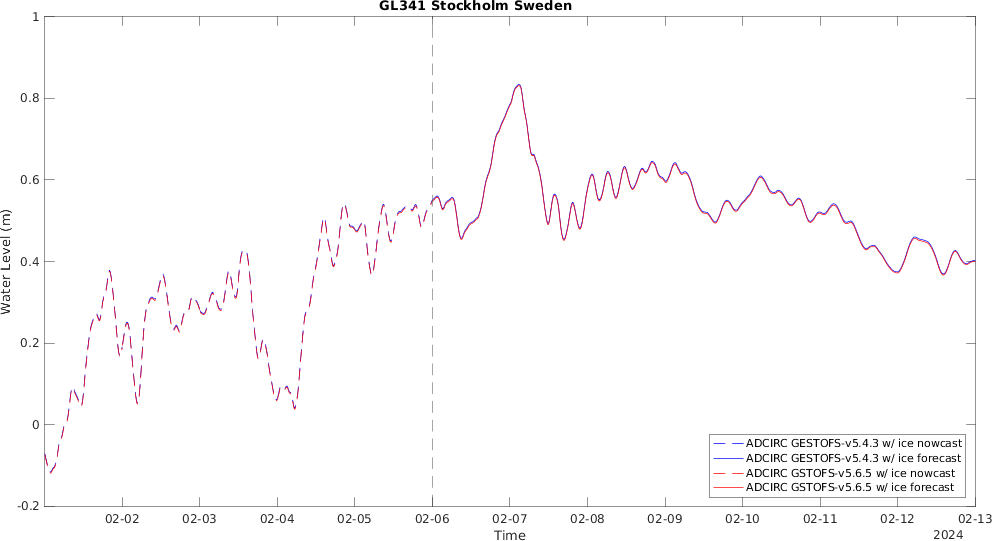 GL341 Stockholm Sweden
1
0.8
0.6
0.4
0.2
0
-0.2
Water Level (m)
ADCIRC GESTOFS-v5.4.3 w/ ice nowcast
ADCIRC GESTOFS-v5.4.3 w/ ice forecast
ADCIRC GSTOFS-v5.6.5 w/ ice nowcast
ADCIRC GSTOFS-v5.6.5 w/ ice forecast
02-02 02-03 02-04 02-05 02-06 02-07 02-08 02-09 02-10 02-11 02-12 02-13
Time
2024